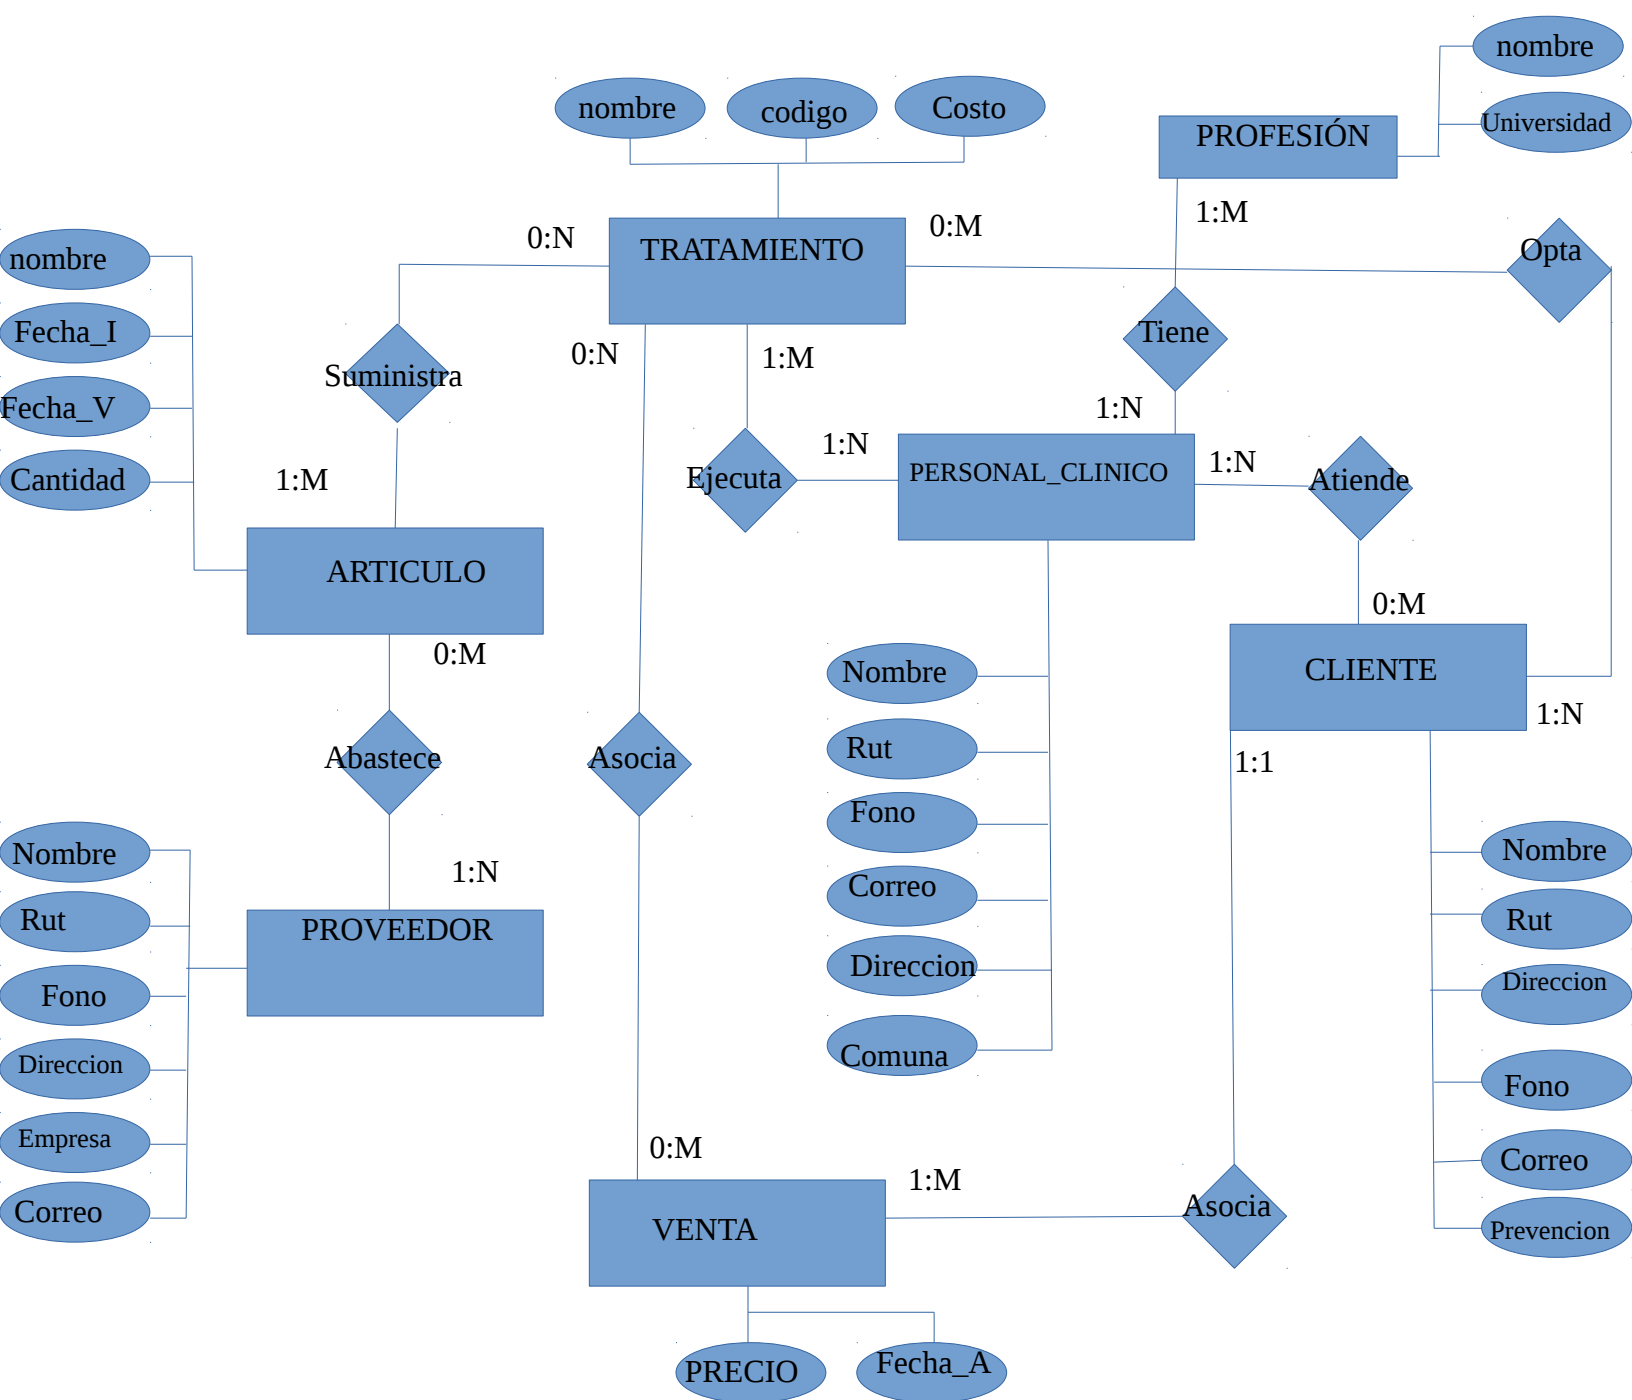 nombre
nombre
codigo
Costo
Universidad
PROFESIÓN
1:M
0:N
0:M
TRATAMIENTO
Opta
nombre
Fecha_I
Fecha_V
Cantidad
Suministra
0:N
1:M
Tiene
1:N
1:N
1:N
Ejecuta
PERSONAL_CLINICO
Atiende
1:M
ARTICULO
0:M
0:M
CLIENTE
1:N
1:1
Abastece
Asocia
Nombre
Rut
Fono
Correo
Direccion
Comuna
1:N
PROVEEDOR
Nombre
Rut
Fono
Direccion
Empresa
Correo
Nombre
Rut
Direccion
Fono
Correo
Prevencion
0:M
1:M
Asocia
VENTA
PRECIO
Fecha_A